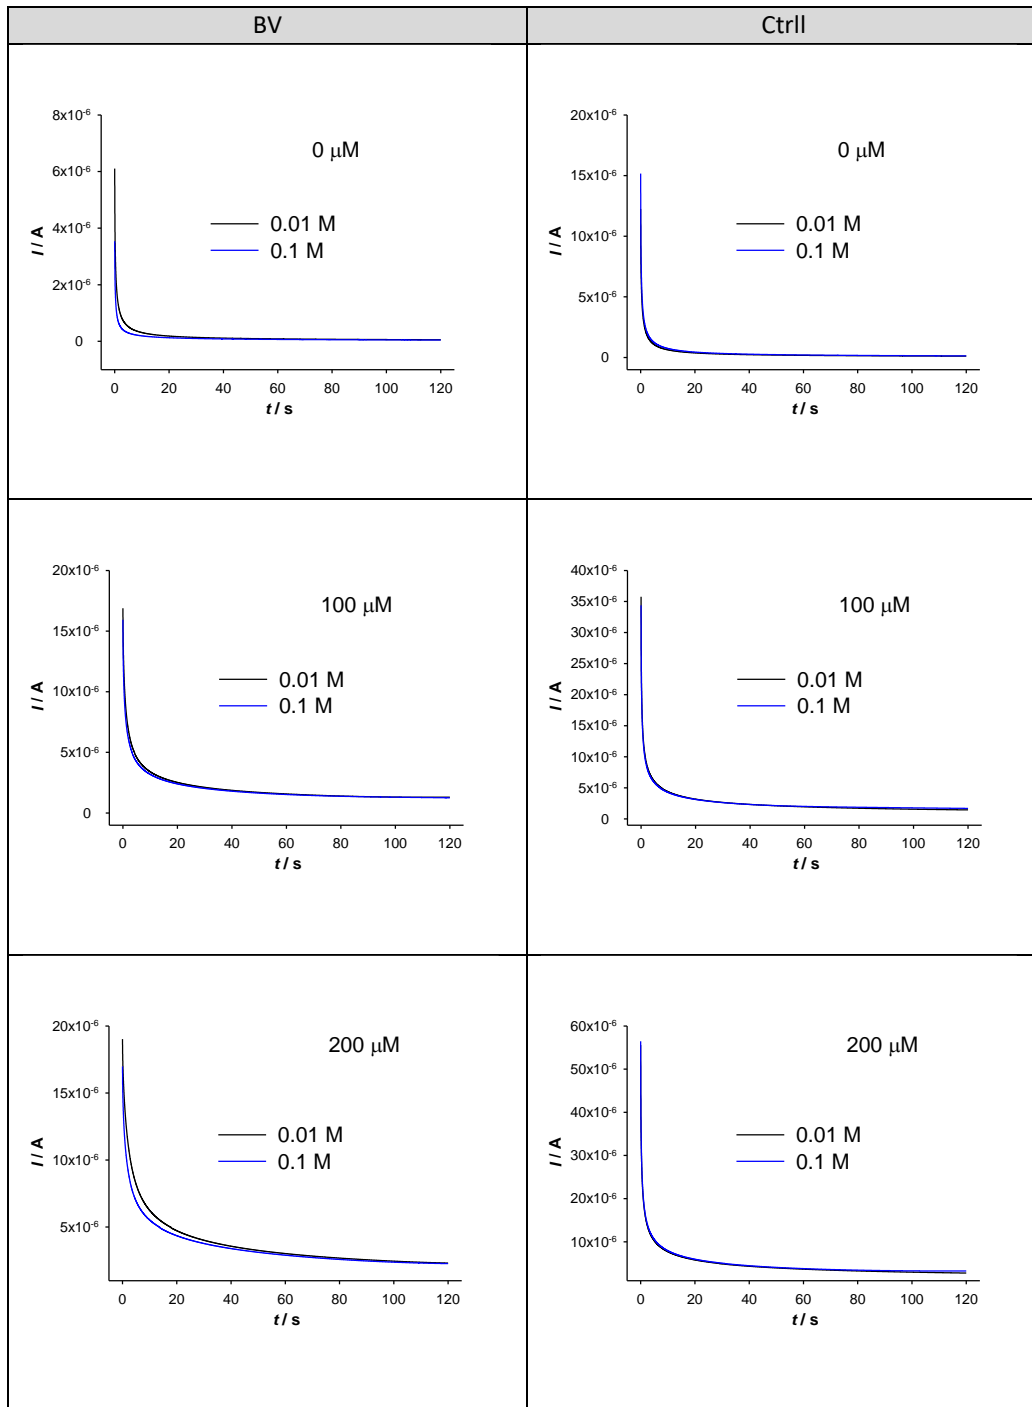 BV
Ctrll
8x10-6
6x10-6
4x10-6
2x10-6
0
I / A
0 μM
0.01 M
0.1 M
0 20 40 60 80 100 120
t / s
20x10-6
15x10-6
10x10-6
5x10-6
0
I / A
0 μM
0.01 M
0.1 M
0 20 40 60 80 100 120
t / s
20x10-6
15x10-6
10x10-6
5x10-6
0
I / A
100 μM
0.01 M
0.1 M
0 20 40 60 80 100 120
t / s
40x10-6
35x10-6
30x10-6
25x10-6
20x10-6
15x10-6
10x10-6
5x10-6
0
I / A
100 μM
0.01 M
0.1 M
0 20 40 60 80 100 120
t / s
20x10-6
15x10-6
10x10-6
5x10-6
I / A
200 μM
0.01 M
0.1 M
0 20 40 60 80 100 120
t / s
60x10-6
50x10-6
40x10-6
30x10-6
20x10-6
10x10-6
I / A
200 μM
0.01 M
0.1 M
0 20 40 60 80 100 120
t / s